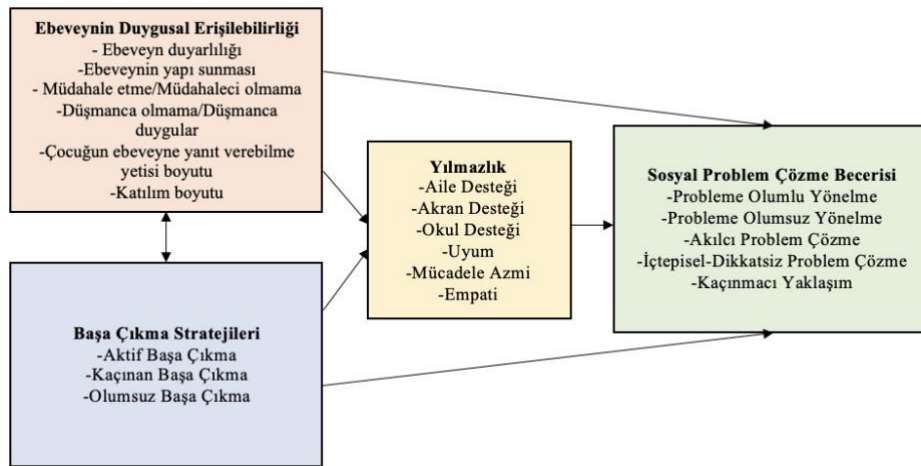 Ebeveynin Duygusal Erişilebilirliği
- Ebeveyn duyarlılığı
-Ebeveynin yapı sunması
- Müdahale etme/Müdahaleci olmama
-Düşmanca olmama/Düşmanca
duygular
-Çocuğun ebeveyne yanıt verebilme
yetisi boyutu
-Katılım boyutu
Başa Çıkma Stratejileri
-Aktif Başa Çıkma
-Kaçınan Başa Çıkma
-Olumsuz Başa Çıkma
Yılmazlık
-Aile Desteği
-Akran Desteği
-Okul Desteği
-Uyum
-Mücadele Azmi
-Empati
Sosyal Problem Çözme Becerisi
-Probleme Olumlu Yönelme
-Probleme Olumsuz Yönelme
-Akılcı Problem Çözme
-İçtepisel-Dikkatsiz Problem Çözme
-Kaçınmacı Yaklaşım